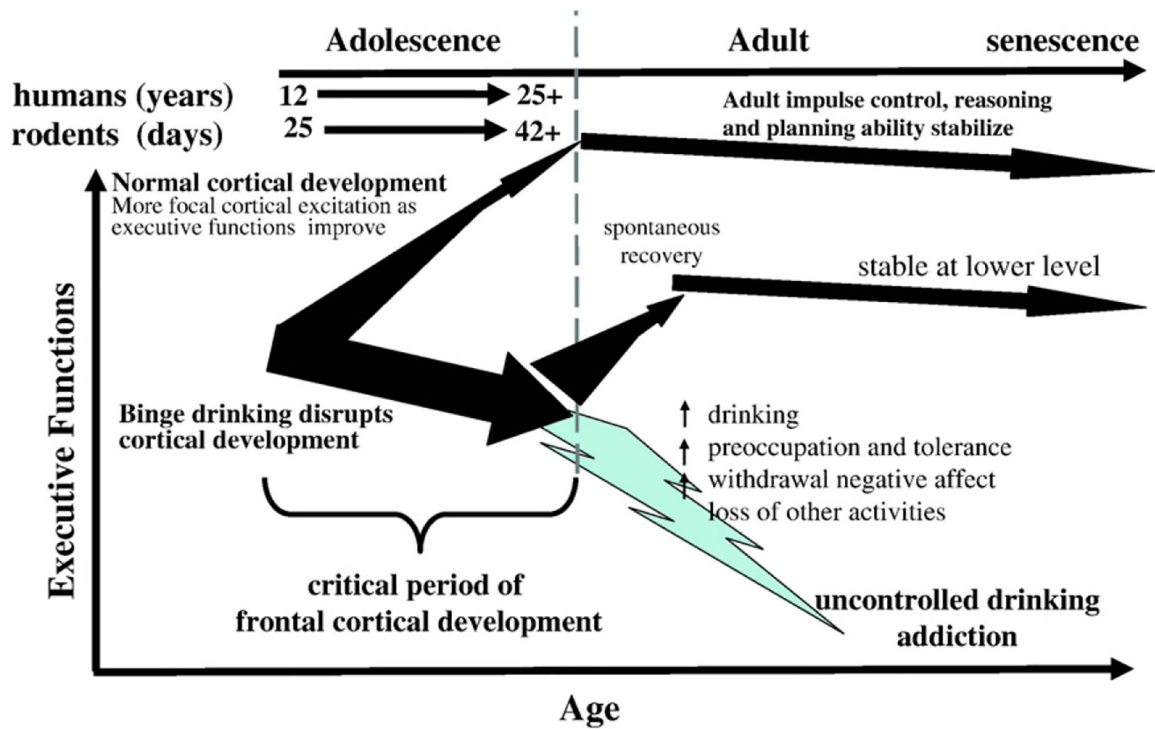 Adolescence Adult senescence
humans (years) 12 25+
rodents (days) 25 42+
Adult impulse control, reasoning
and planning ability stabilize
Normal cortical development
More focal cortical excitation as
executive functions improve
spontaneous
recovery
stable at lower level
Executive Functions
Binge drinking disrupts
cortical development
drinking
preoccupation and tolerance
withdrawal negative affect
loss of other activities
critical period of
frontal cortical development
uncontrolled drinking
addiction
Age